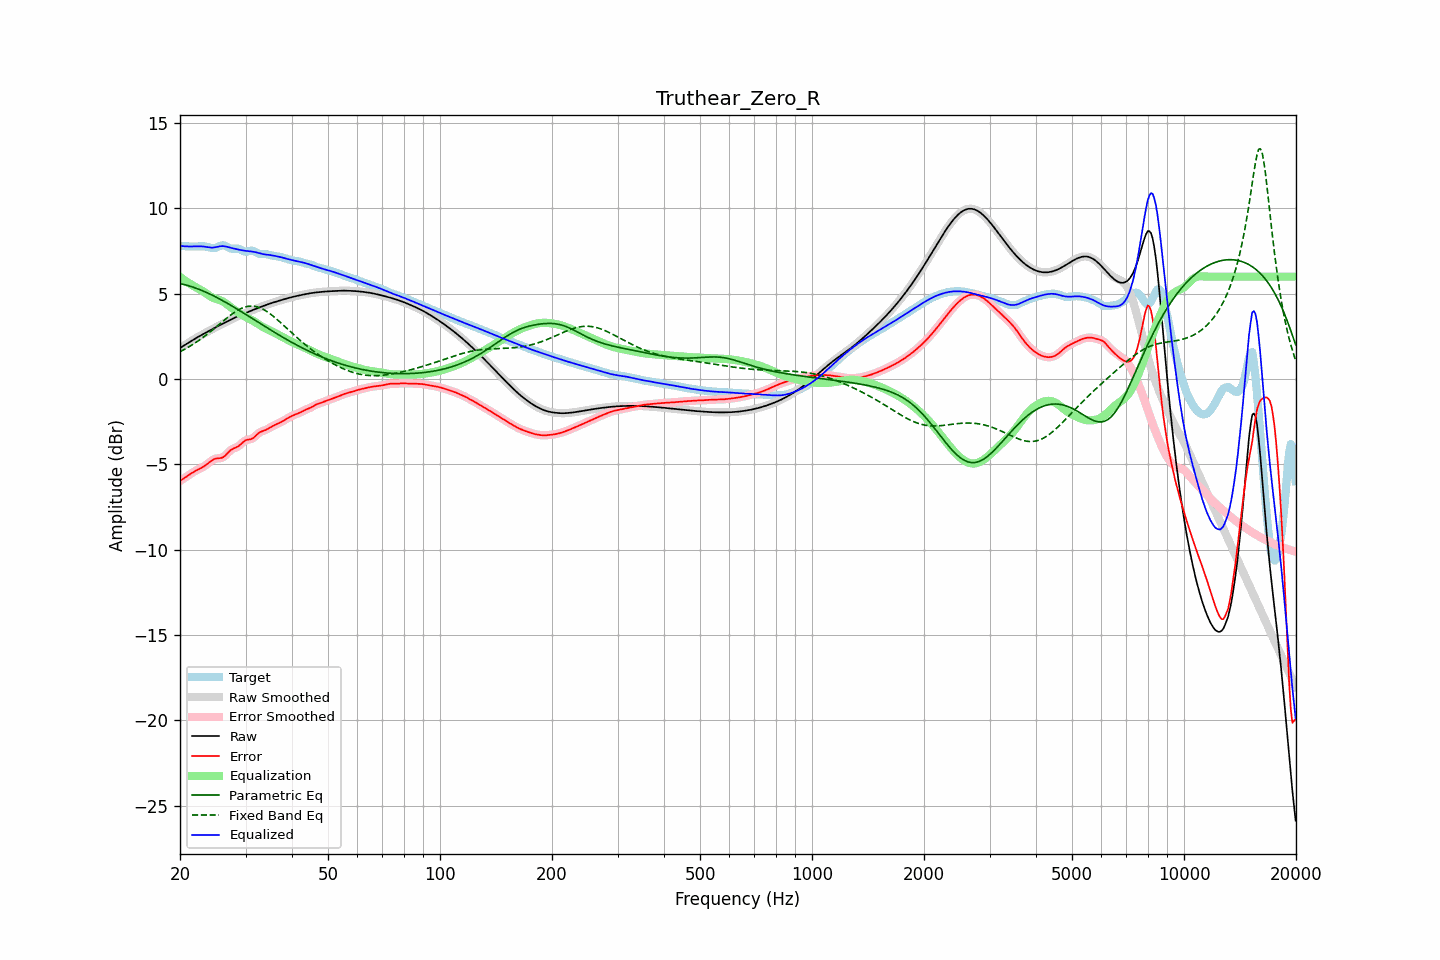 Truthear_Zero_R
Amplitude (dBr)
15
10
5
0
−5
−10
−15
−20
−25
Target
Raw Smoothed
Error Smoothed
Raw
Error
Equalization
Parametric Eq
Fixed Band Eq
Equalized
20 50 100 200 500 1000 2000 5000 10000 20000
Frequency (Hz)